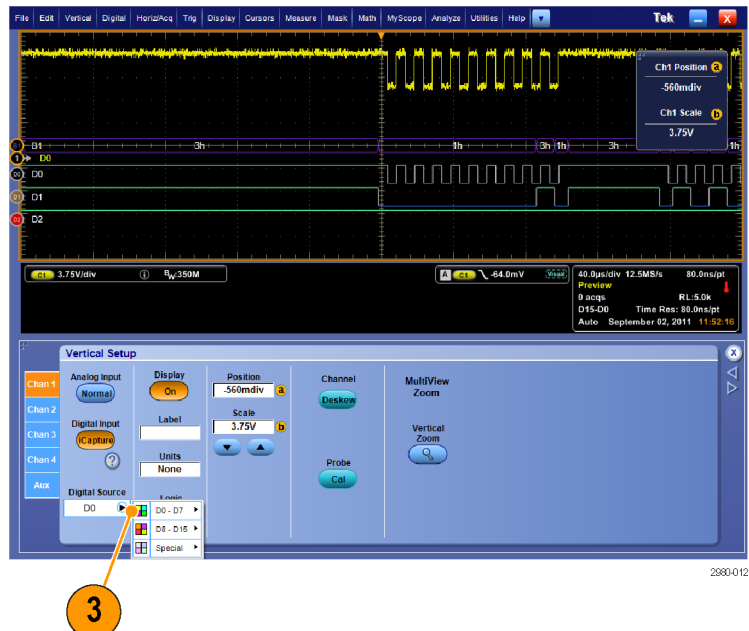 File Edit Vertical Digital Horiz/Acq Trig Display Cursors Measure Mask Math MyScope Analyze Utilities Help Tek X
Ch1 Position a
-560mdiv
Ch1 Scale b
3.75V
B1 B1 3h 1h 3h 1h 3h 1h
1 D0
D0 D0
D1 D1
D2 D2
C1 3.75V/div BW:350M
A C1 -64.0mV Visual
40.0µs/div 12.5MS/s 80.0ns/pt
Preview
0 acqs RL:5.0k
D15-D0 Time Res: 80.0ns/pt
Auto September 02, 2011 11:52:16
Vertical Setup X
Chan 1
Chan 2
Chan 3
Chan 4
Aux
Analog Input
Normal
Digital Input
iCapture
?
Digital Source
D0
Display
On
Label
Units
None
Logic
D0 - D7
D8 - D15
Special
Position
-560mdiv a
Scale
3.75V b
Channel
Deskew
Probe
Cal
MultiView
Zoom
Vertical
Zoom
2980-012
3